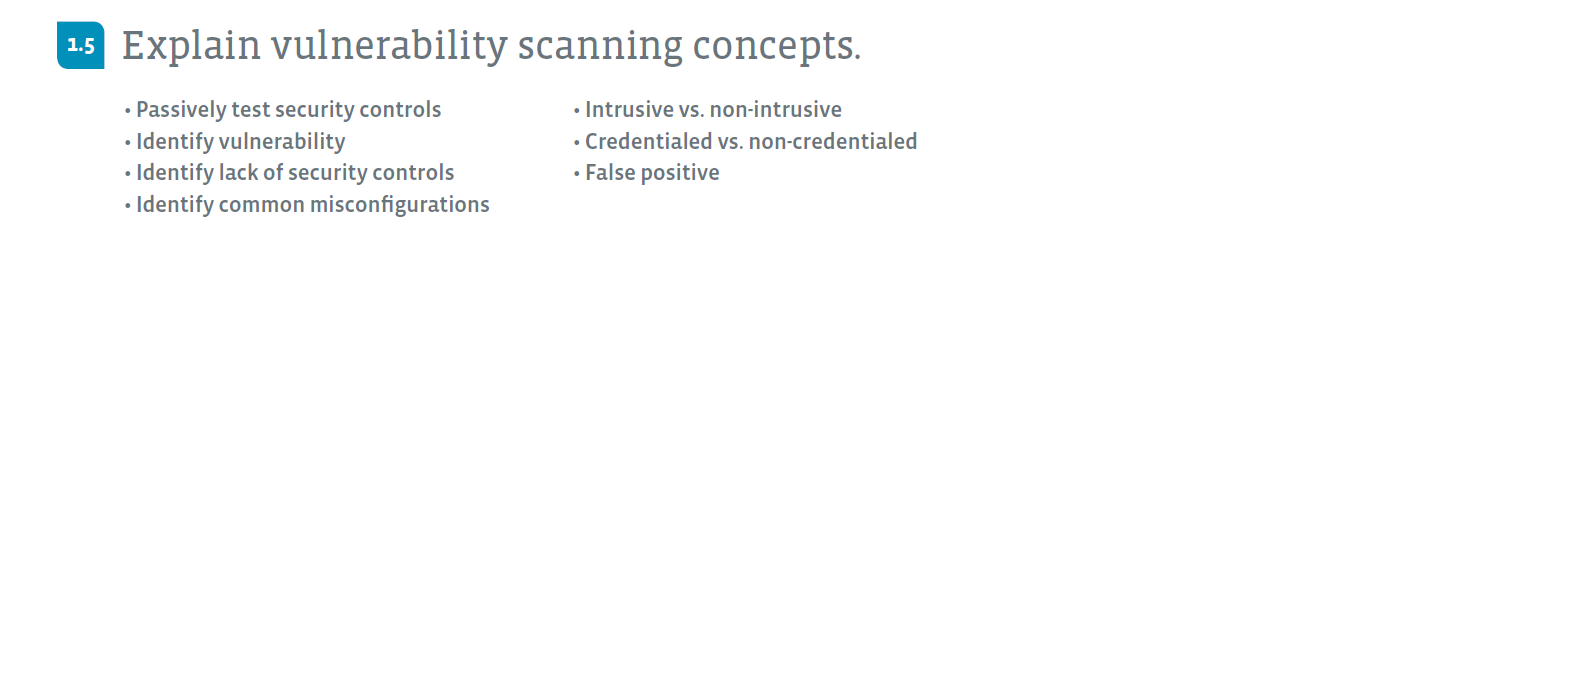 1.5 Explain vulnerability scanning concepts.
• Passively test security controls
• Identify vulnerability
• Identify lack of security controls
• Identify common misconfigurations
• Intrusive vs. non-intrusive
• Credentialed vs. non-credentialed
• False positive